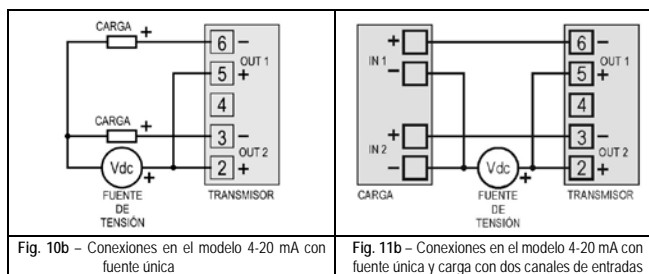 CARGA +
6 −
OUT 1
5 +
4
CARGA +
3 −
OUT 2
Vdc +
2 +
FUENTE
DE
TENSIÓN
TRANSMISOR
Fig. 10b – Conexiones en el modelo 4-20 mA con
fuente única
+
IN 1
−
+
IN 2
−
CARGA
6 −
OUT 1
5 +
4
3 −
OUT 2
Vdc +
2 +
FUENTE
DE
TENSIÓN
TRANSMISOR
Fig. 11b – Conexiones en el modelo 4-20 mA con
fuente única y carga con dos canales de entradas